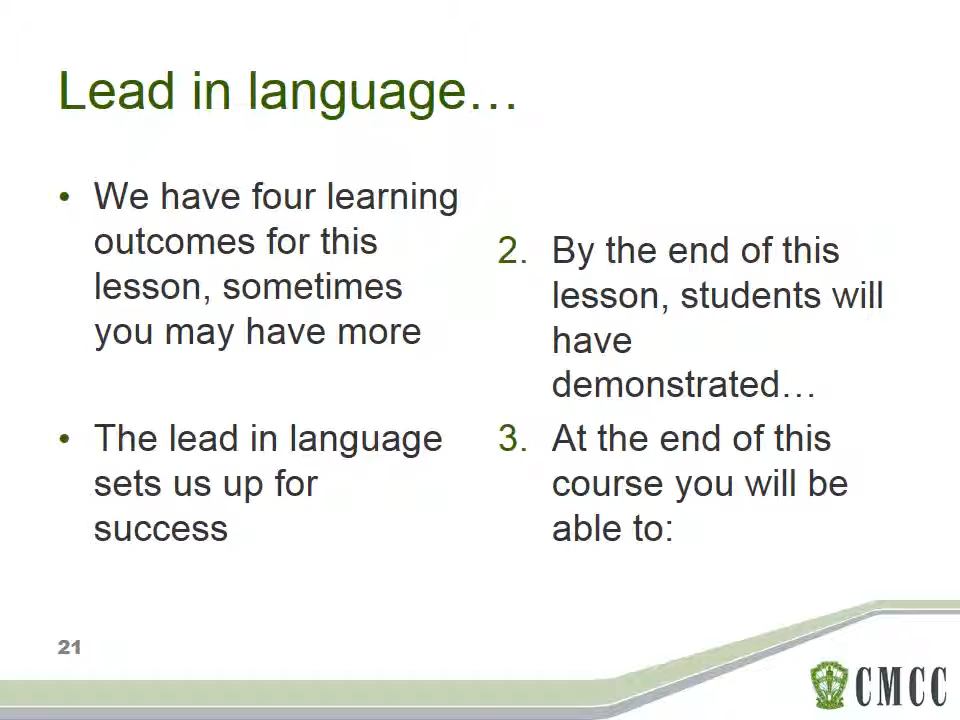 Lead in language…
• We have four learning
outcomes for this
lesson, sometimes
you may have more
• The lead in language
sets us up for
success
2. By the end of this
lesson, students will
have
demonstrated…
3. At the end of this
course you will be
able to:
21
CMCC